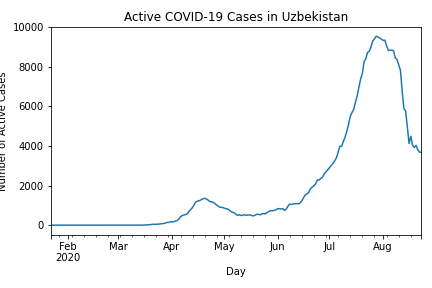 Active COVID-19 Cases in Uzbekistan
10000
8000
6000
4000
2000
0
Number of Active Cases
Feb Mar Apr May Jun Jul Aug
2020
Day